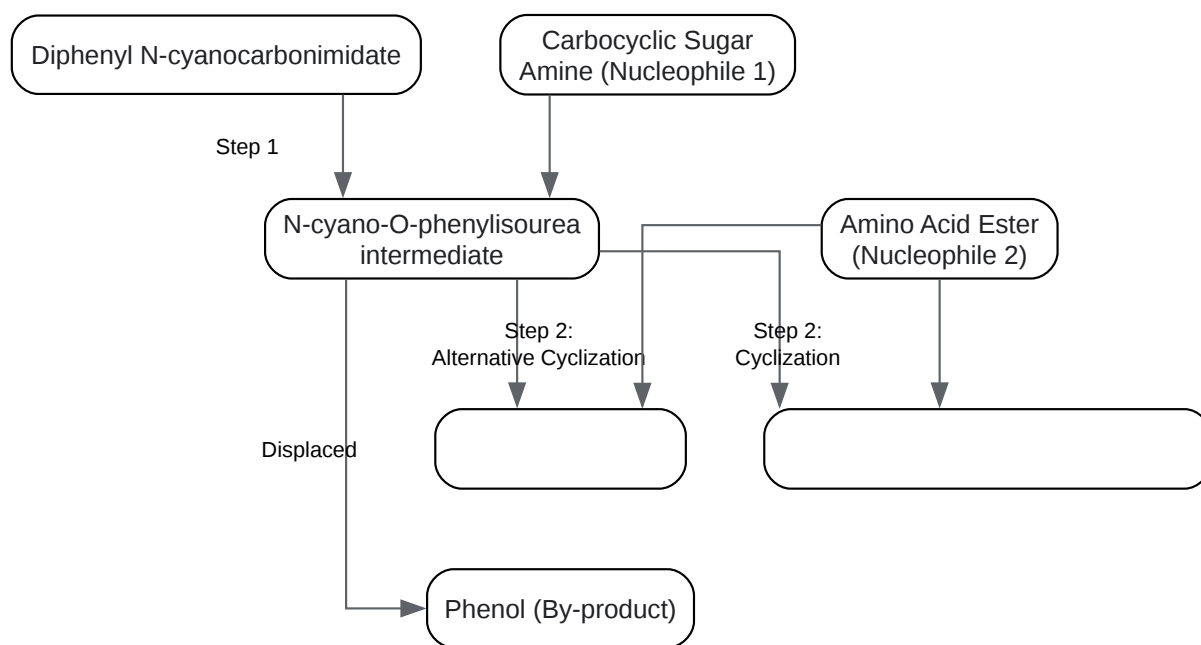 Diphenyl N-cyanocarbonimidate
Carbocyclic Sugar
Amine (Nucleophile 1)
Step 1
N-cyano-O-phenylisourea
intermediate
Amino Acid Ester
(Nucleophile 2)
Step 2:
Alternative Cyclization
Step 2:
Cyclization
Displaced
Phenol (By-product)